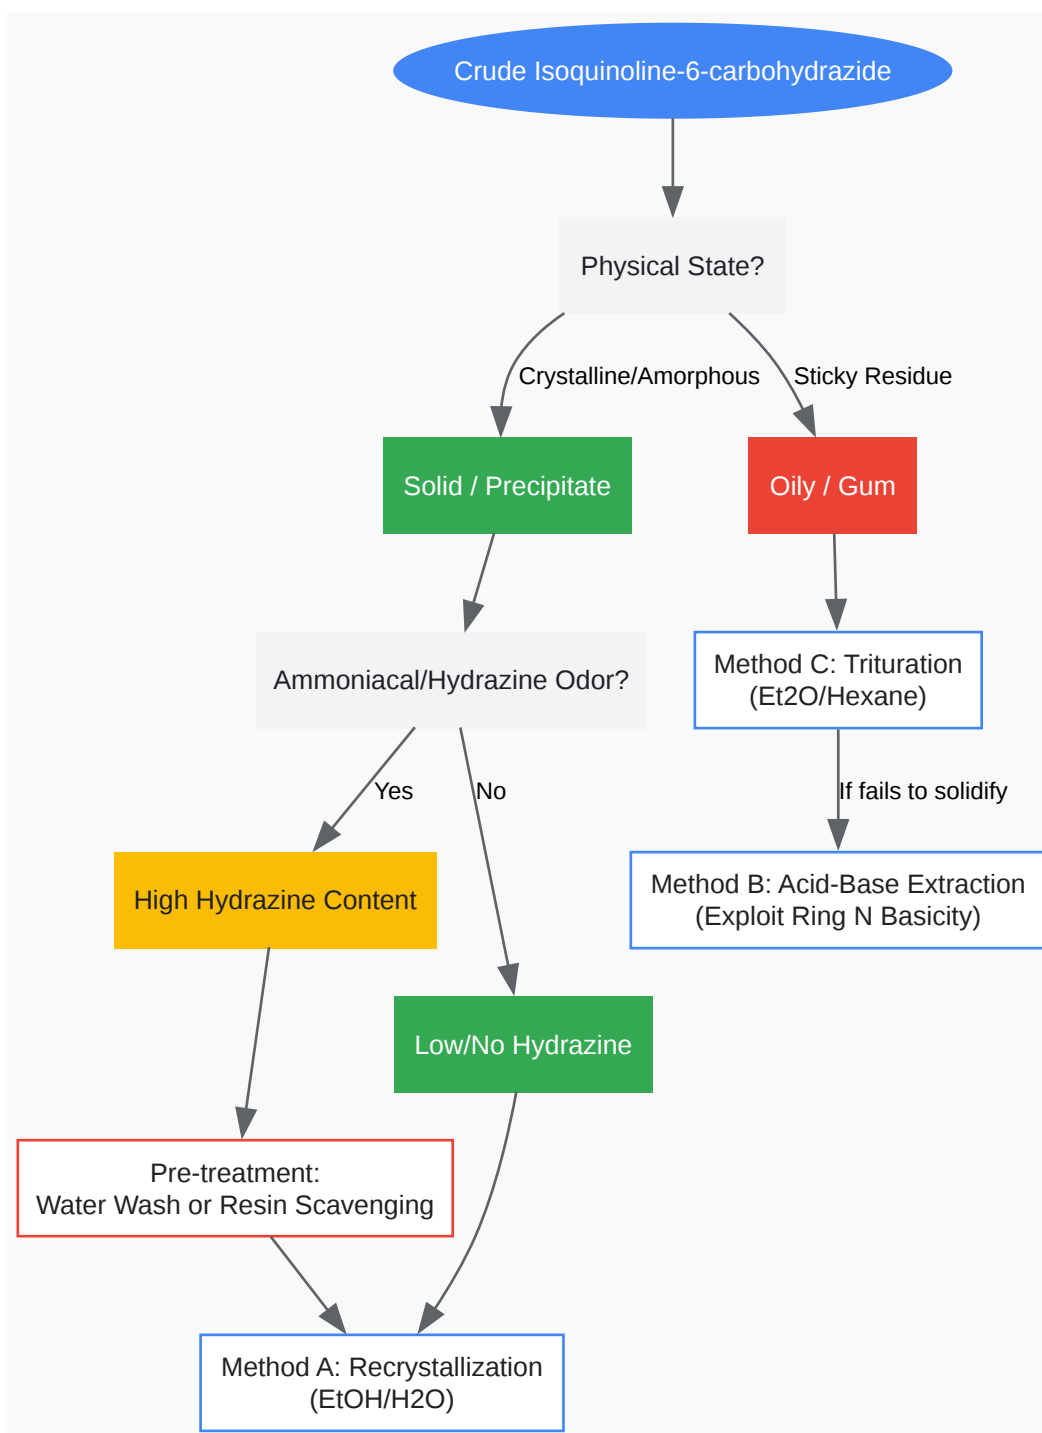 Crude Isoquinoline-6-carbohydrazide
Physical State?
Crystalline/Amorphous
Sticky Residue
Solid / Precipitate
Oily / Gum
Ammoniacal/Hydrazine Odor?
Method C: Trituration
(Et2O/Hexane)
Yes
No
If fails to solidify
High Hydrazine Content
Method B: Acid-Base Extraction
(Exploit Ring N Basicity)
Low/No Hydrazine
Pre-treatment:
Water Wash or Resin Scavenging
Method A: Recrystallization
(EtOH/H2O)